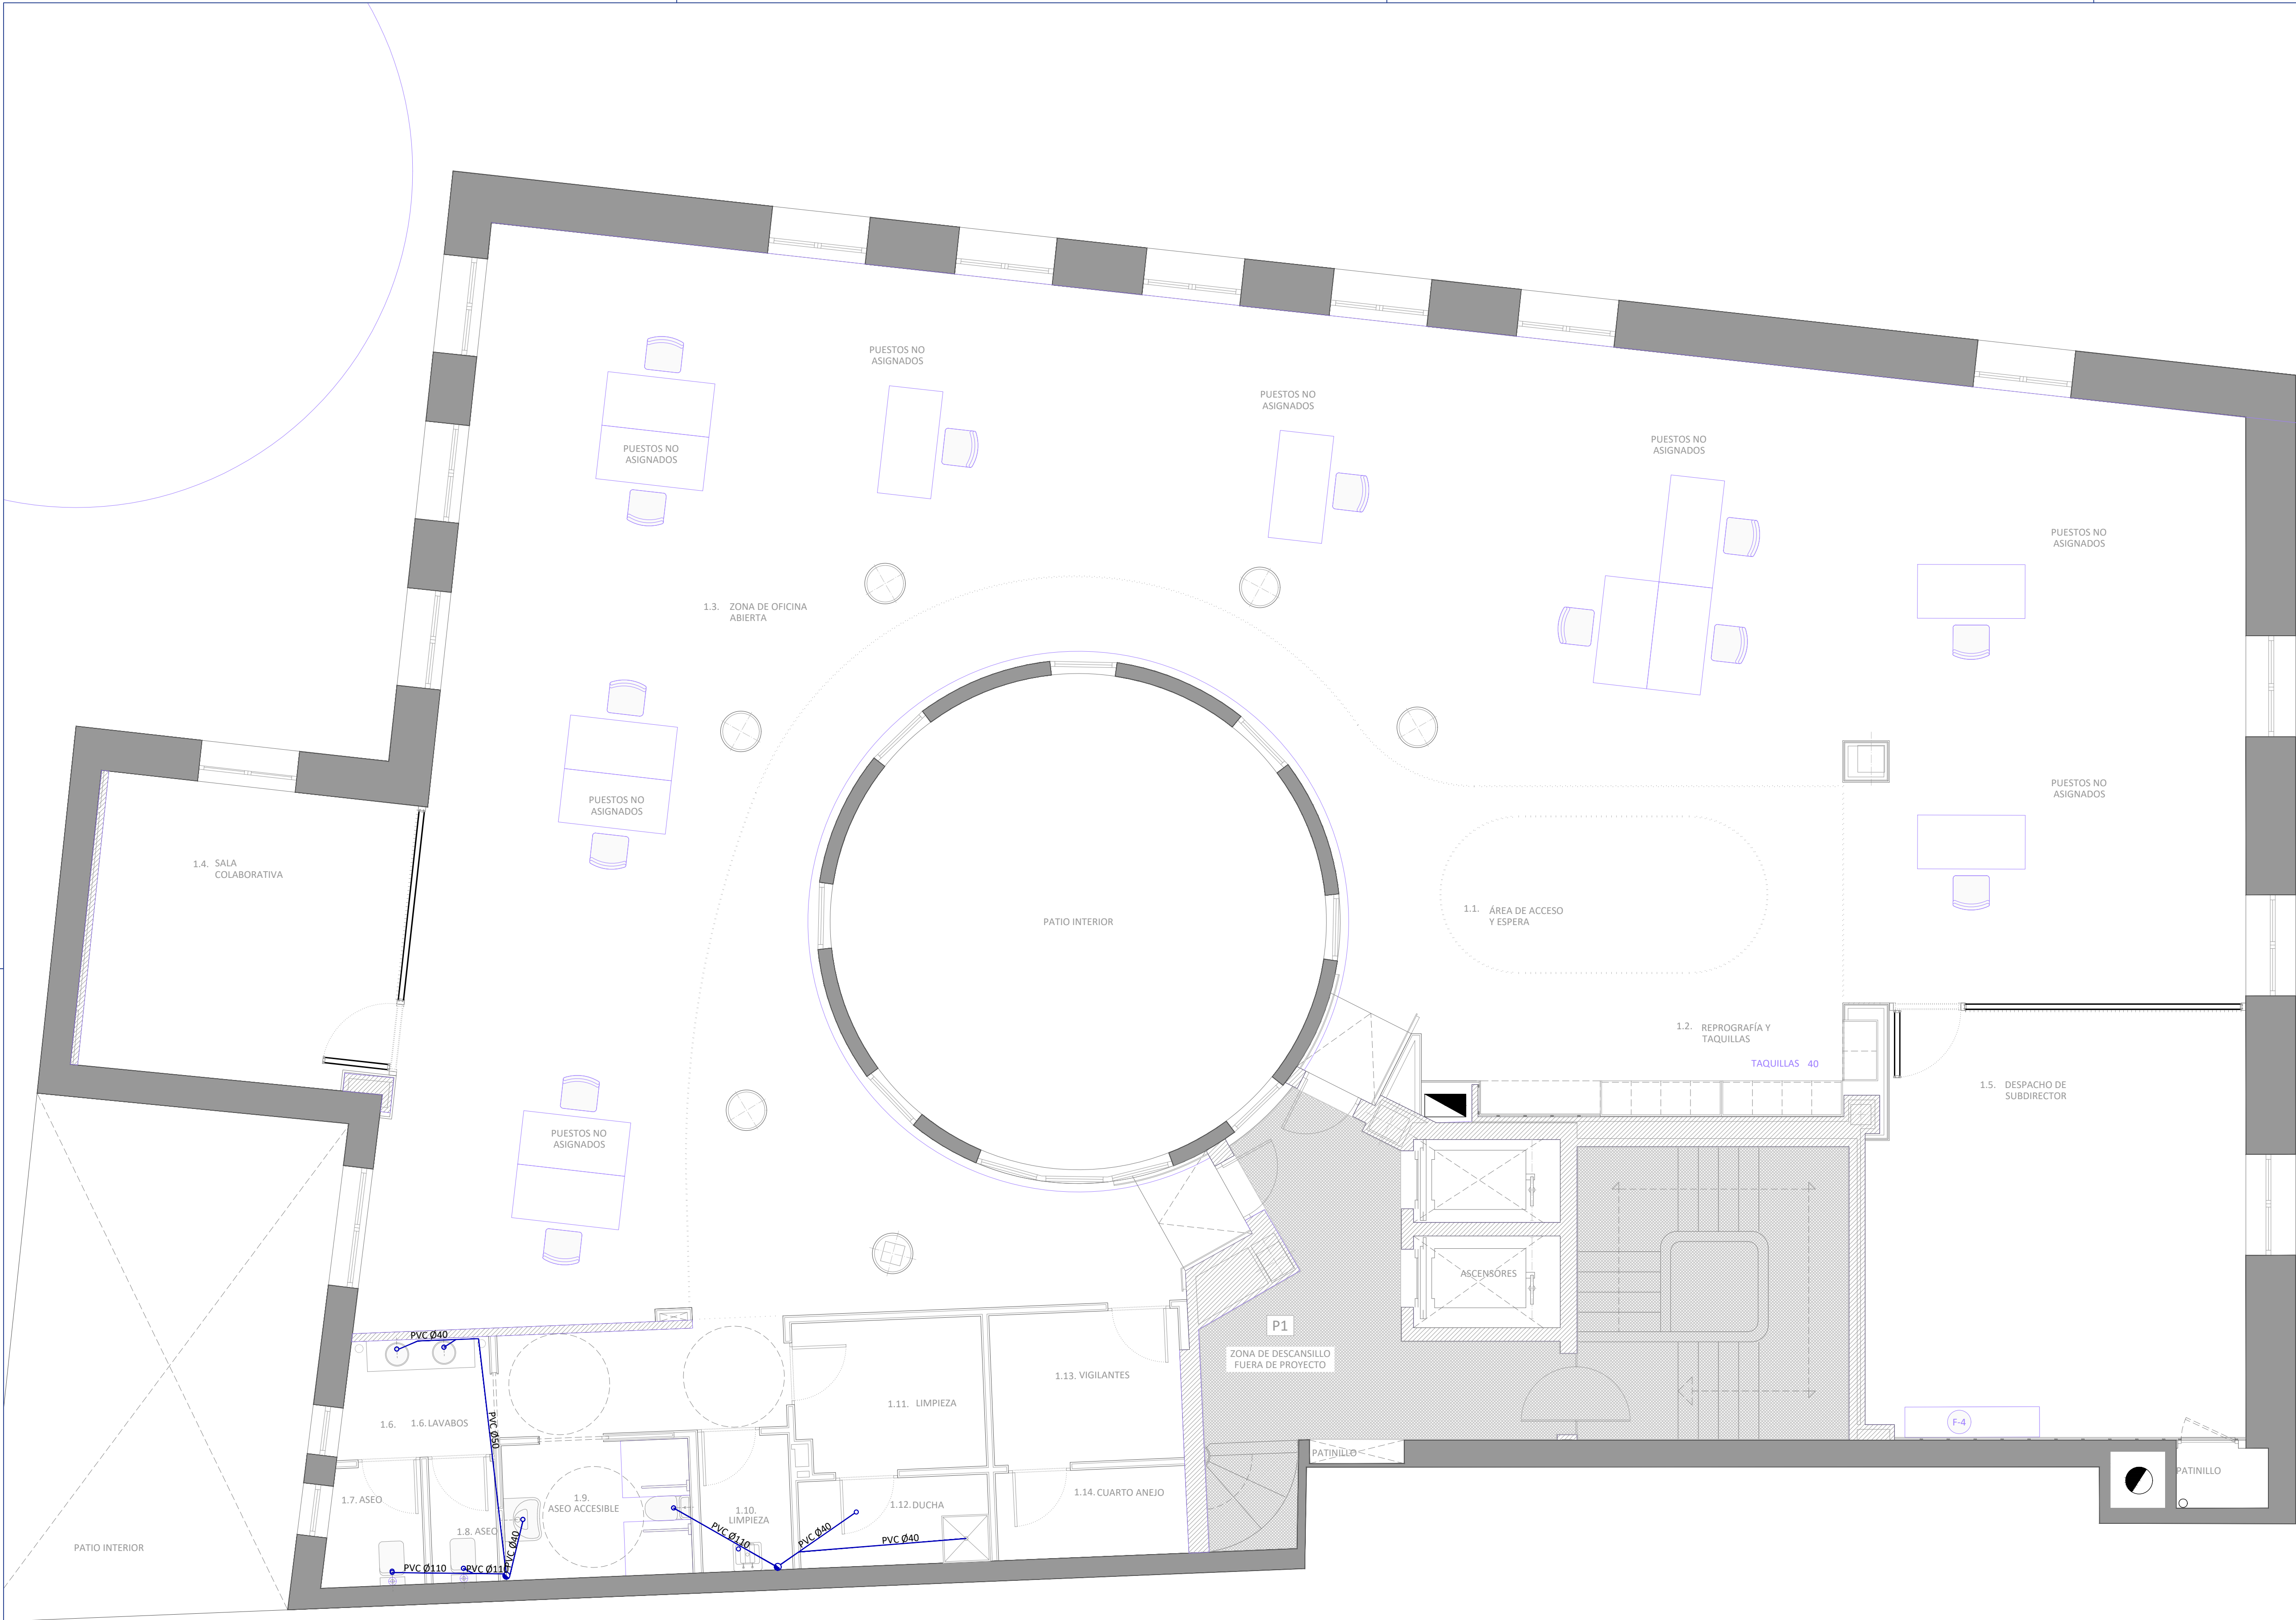 PUESTOS NO
ASIGNADOS
PUESTOS NO
ASIGNADOS
PUESTOS NO
ASIGNADOS
PUESTOS NO
ASIGNADOS
PUESTOS NO
ASIGNADOS
1.3. ZONA DE OFICINA
ABIERTA
PUESTOS NO
ASIGNADOS
PUESTOS NO
ASIGNADOS
1.4. SALA
COLABORATIVA
PATIO INTERIOR
1.1. ÁREA DE ACCESO
Y ESPERA
1.2. REPROGRAFÍA Y
TAQUILLAS
TAQUILLAS 40
1.5. DESPACHO DE
SUBDIRECTOR
PUESTOS NO
ASIGNADOS
ASCENSORES
P1
ZONA DE DESCANSILLO
FUERA DE PROYECTO
PVC Ø40
1.13. VIGILANTES
1.11. LIMPIEZA
1.6. 1.6. LAVABOS
PVC Ø50
F-4
PATINILLO
PATINILLO
1.7. ASEO
1.8. ASEO
1.9.
ASEO ACCESIBLE
1.10.
LIMPIEZA
1.12. DUCHA
1.14. CUARTO ANEJO
PVC Ø110
PVC Ø40
PVC Ø40
PVC Ø40
PVC Ø110
PVC Ø110
PATIO INTERIOR